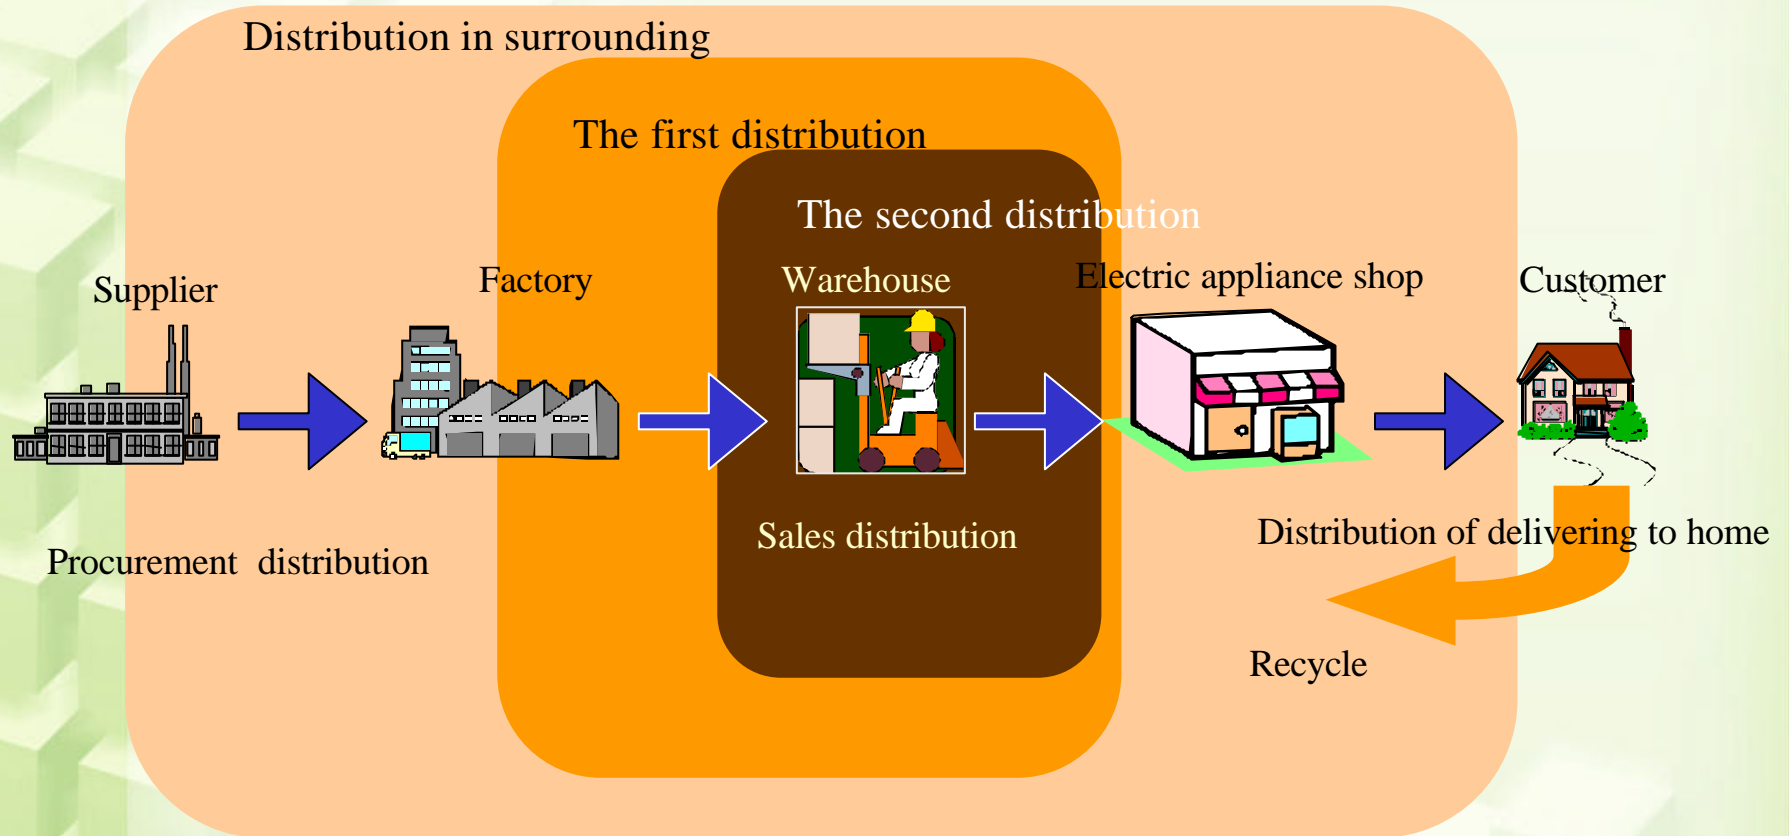 Distribution in surrounding
The first distribution
The second distribution
Supplier
Factory
Warehouse
Electric appliance shop
Customer
Procurement distribution
Sales distribution
Distribution of delivering to home
Recycle